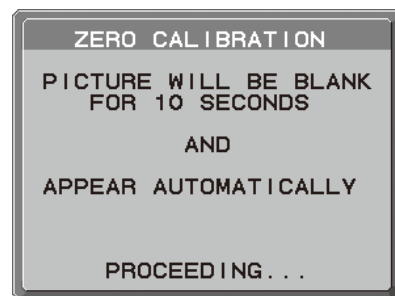 ZERO CALIBRATION
PICTURE WILL BE BLANK
FOR 10 SECONDS
AND
APPEAR AUTOMATICALLY
PROCEEDING...